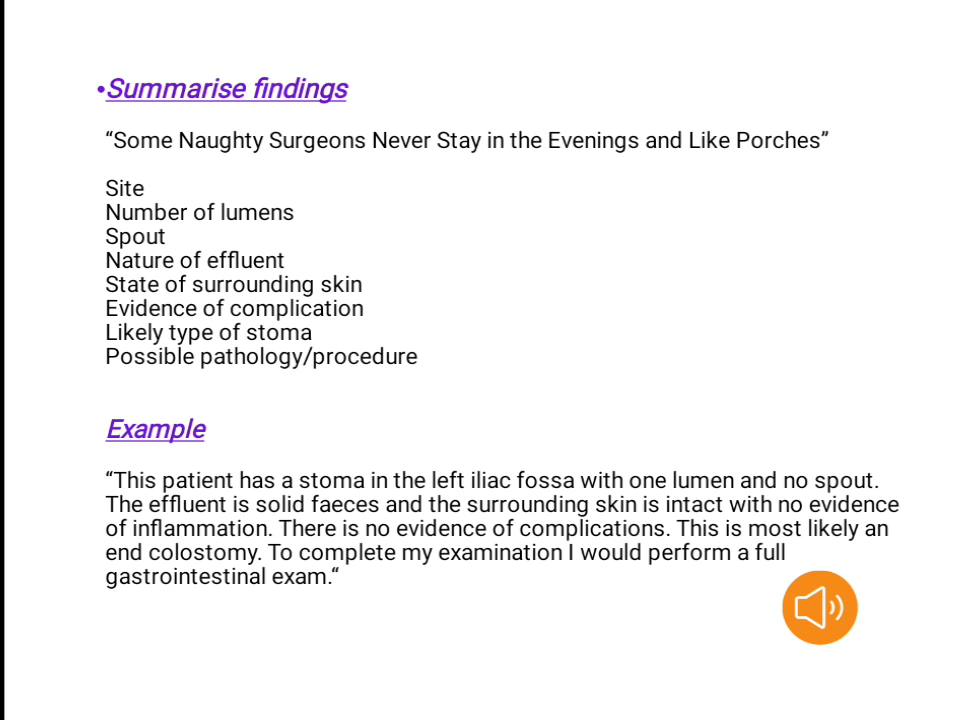 •Summarise findings
“Some Naughty Surgeons Never Stay in the Evenings and Like Porches”
Site
Number of lumens
Spout
Nature of effluent
State of surrounding skin
Evidence of complication
Likely type of stoma
Possible pathology/procedure
Example
“This patient has a stoma in the left iliac fossa with one lumen and no spout.
The effluent is solid faeces and the surrounding skin is intact with no evidence
of inflammation. There is no evidence of complications. This is most likely an
end colostomy. To complete my examination I would perform a full
gastrointestinal exam.“